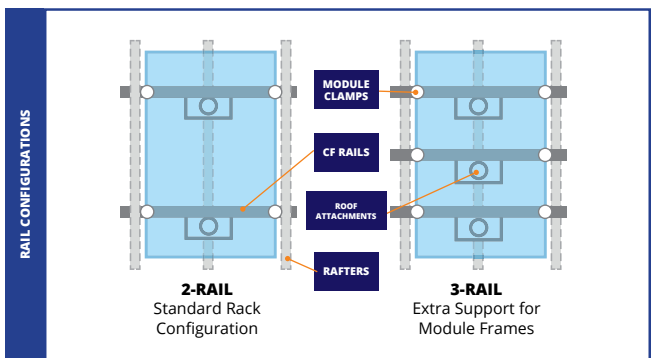 RAIL CONFIGURATIONS
MODULE
CLAMPS
CF RAILS
ROOF
ATTACHMENTS
RAFTERS
2-RAIL
Standard Rack
Configuration
3-RAIL
Extra Support for
Module Frames